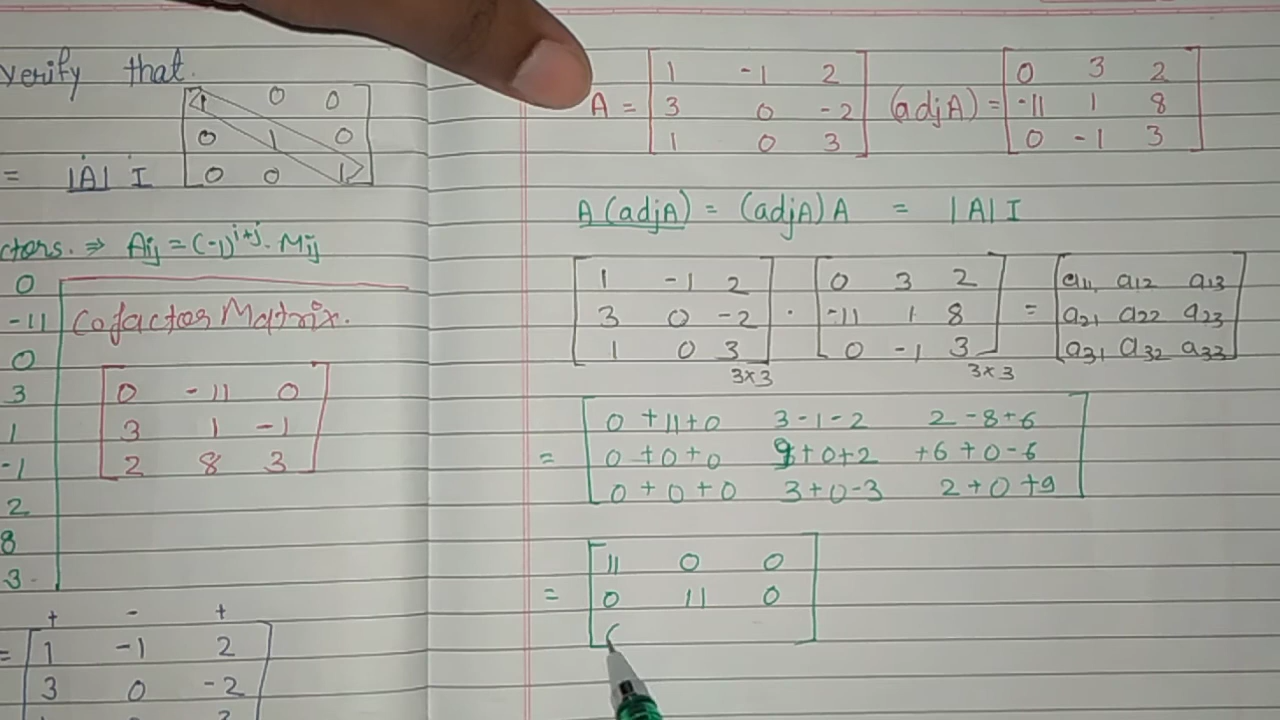 verify that.
1 0 0
0 1 0
= |A| I 0 0 1
ctors. ⇒ Aij = (-1)^i+j. Mij
0
-11
0
3
1
-1
2
8
3.
Cofactor Matrix.
0 -11 0
3 1 -1
2 8 3
+ - +
= 1 -1 2
3 0 -2
A = 1 -1 2 (adjA) = 0 3 2
3 0 -2 -11 1 8
1 0 3 0 -1 3
A (adjA) = (adjA) A = |A| I
1 -1 2 0 3 2 a11 a12 a13
3 0 -2 . -11 1 8 = a21 a22 a23
1 0 3 0 -1 3 a31 a32 a33
3×3 3×3
0 + 11 + 0 3 - 1 - 2 2 - 8 + 6
= 0 + 0 + 0 9 + 0 + 2 + 6 + 0 - 6
0 + 0 + 0 3 + 0 - 3 2 + 0 + 9
11 0 0
= 0 11 0